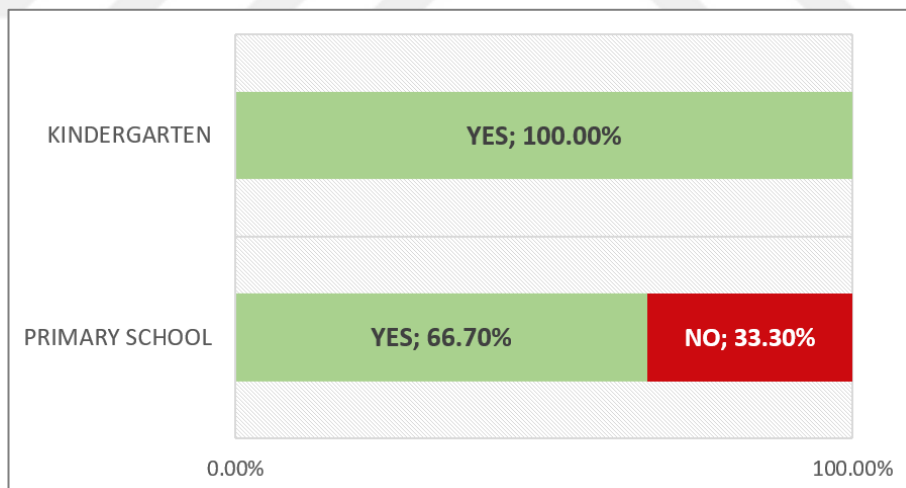 KINDERGARTEN
YES; 100.00%
PRIMARY SCHOOL
YES; 66.70%
NO; 33.30%
0.00%
100.00%